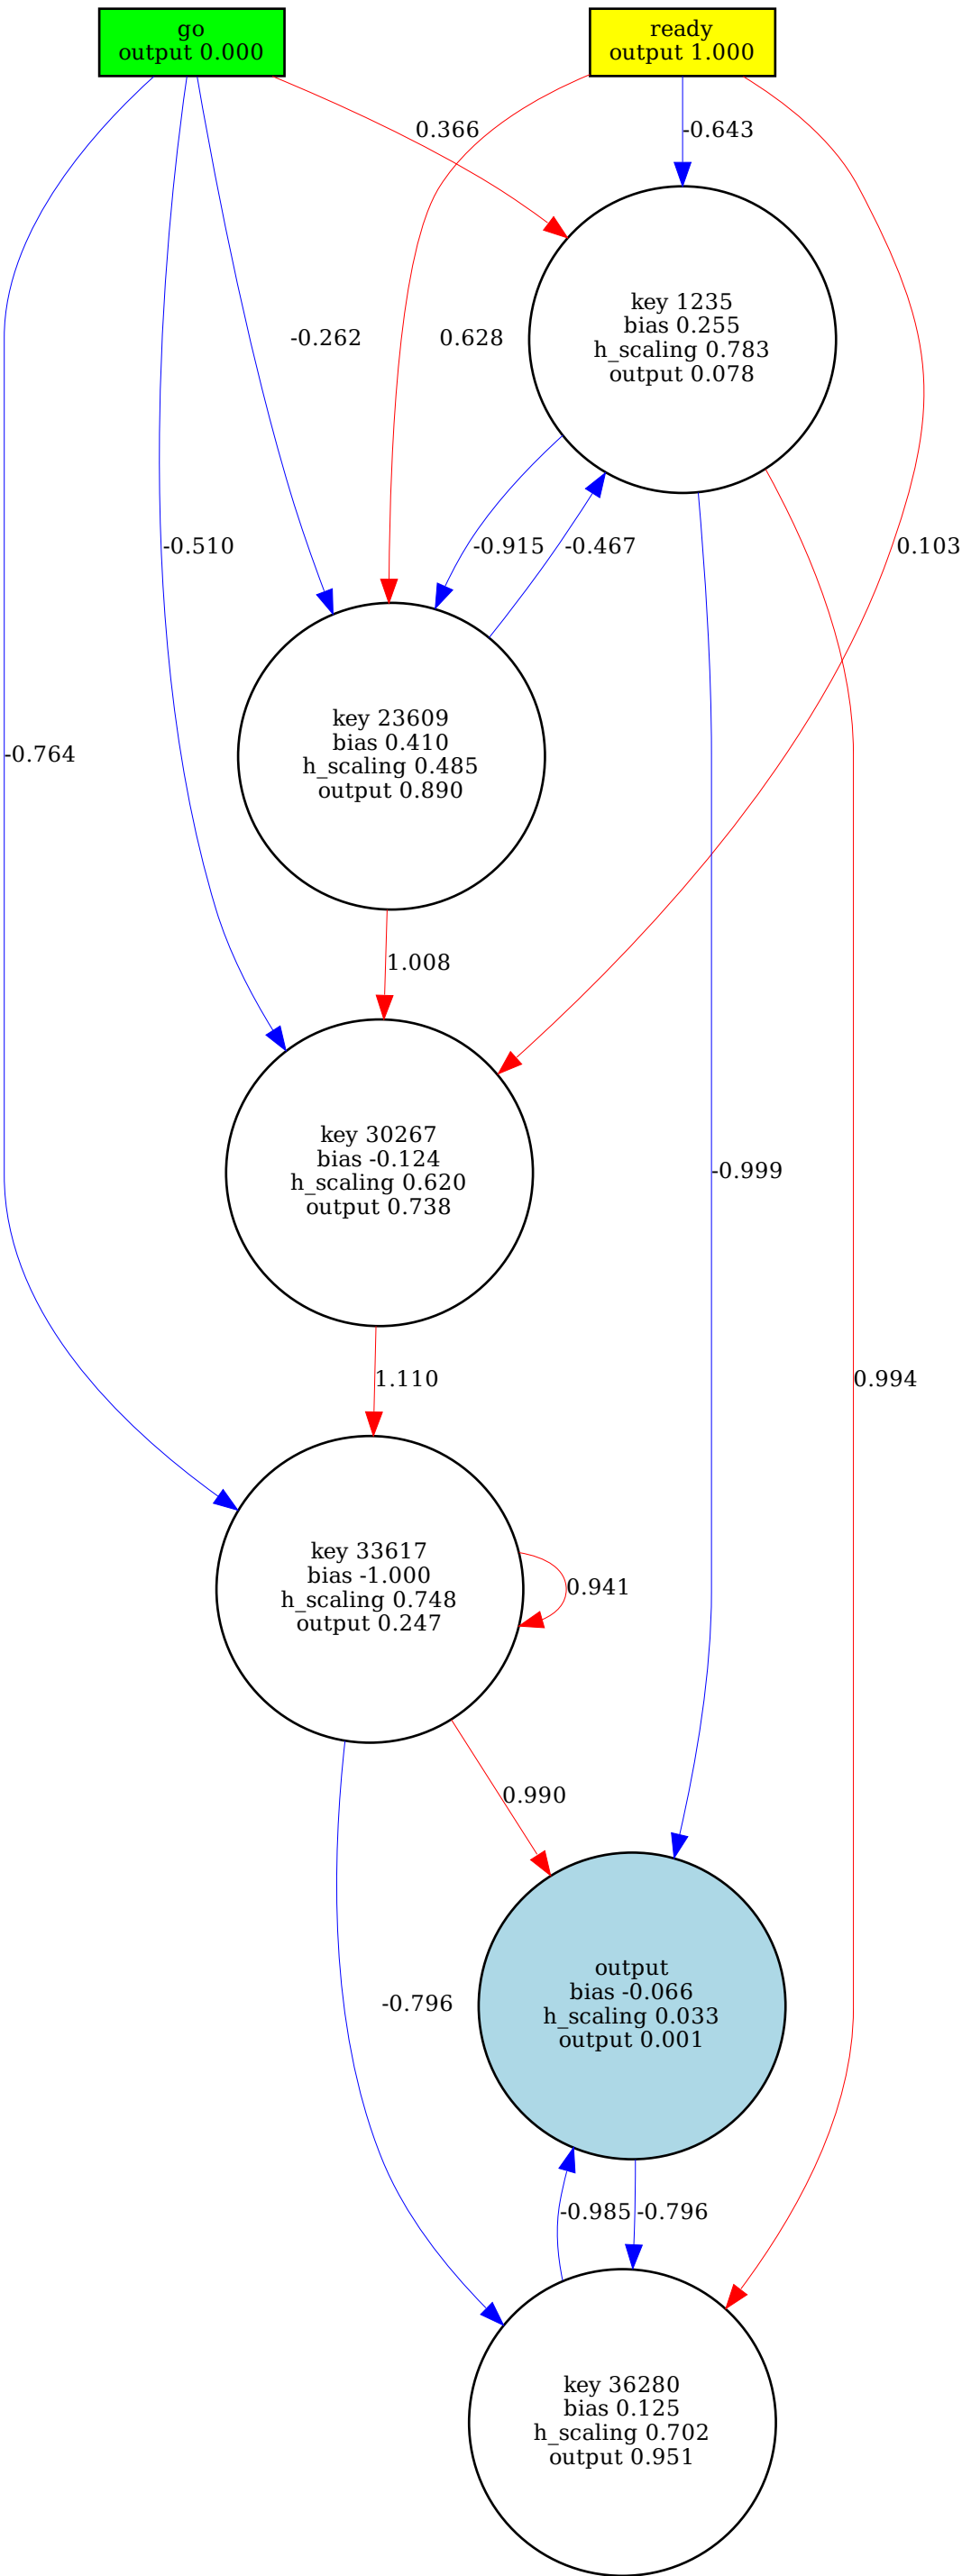 go
output 0.000
ready
output 1.000
0.366
-0.643
key 1235
bias 0.255
h_scaling 0.783
output 0.078
-0.262
0.628
-0.510
-0.915
-0.467
0.103
key 23609
bias 0.410
h_scaling 0.485
output 0.890
-0.764
1.008
key 30267
bias -0.124
h_scaling 0.620
output 0.738
-0.999
1.110
0.994
key 33617
bias -1.000
h_scaling 0.748
output 0.247
0.941
0.990
output
bias -0.066
h_scaling 0.033
output 0.001
-0.796
-0.985
-0.796
key 36280
bias 0.125
h_scaling 0.702
output 0.951